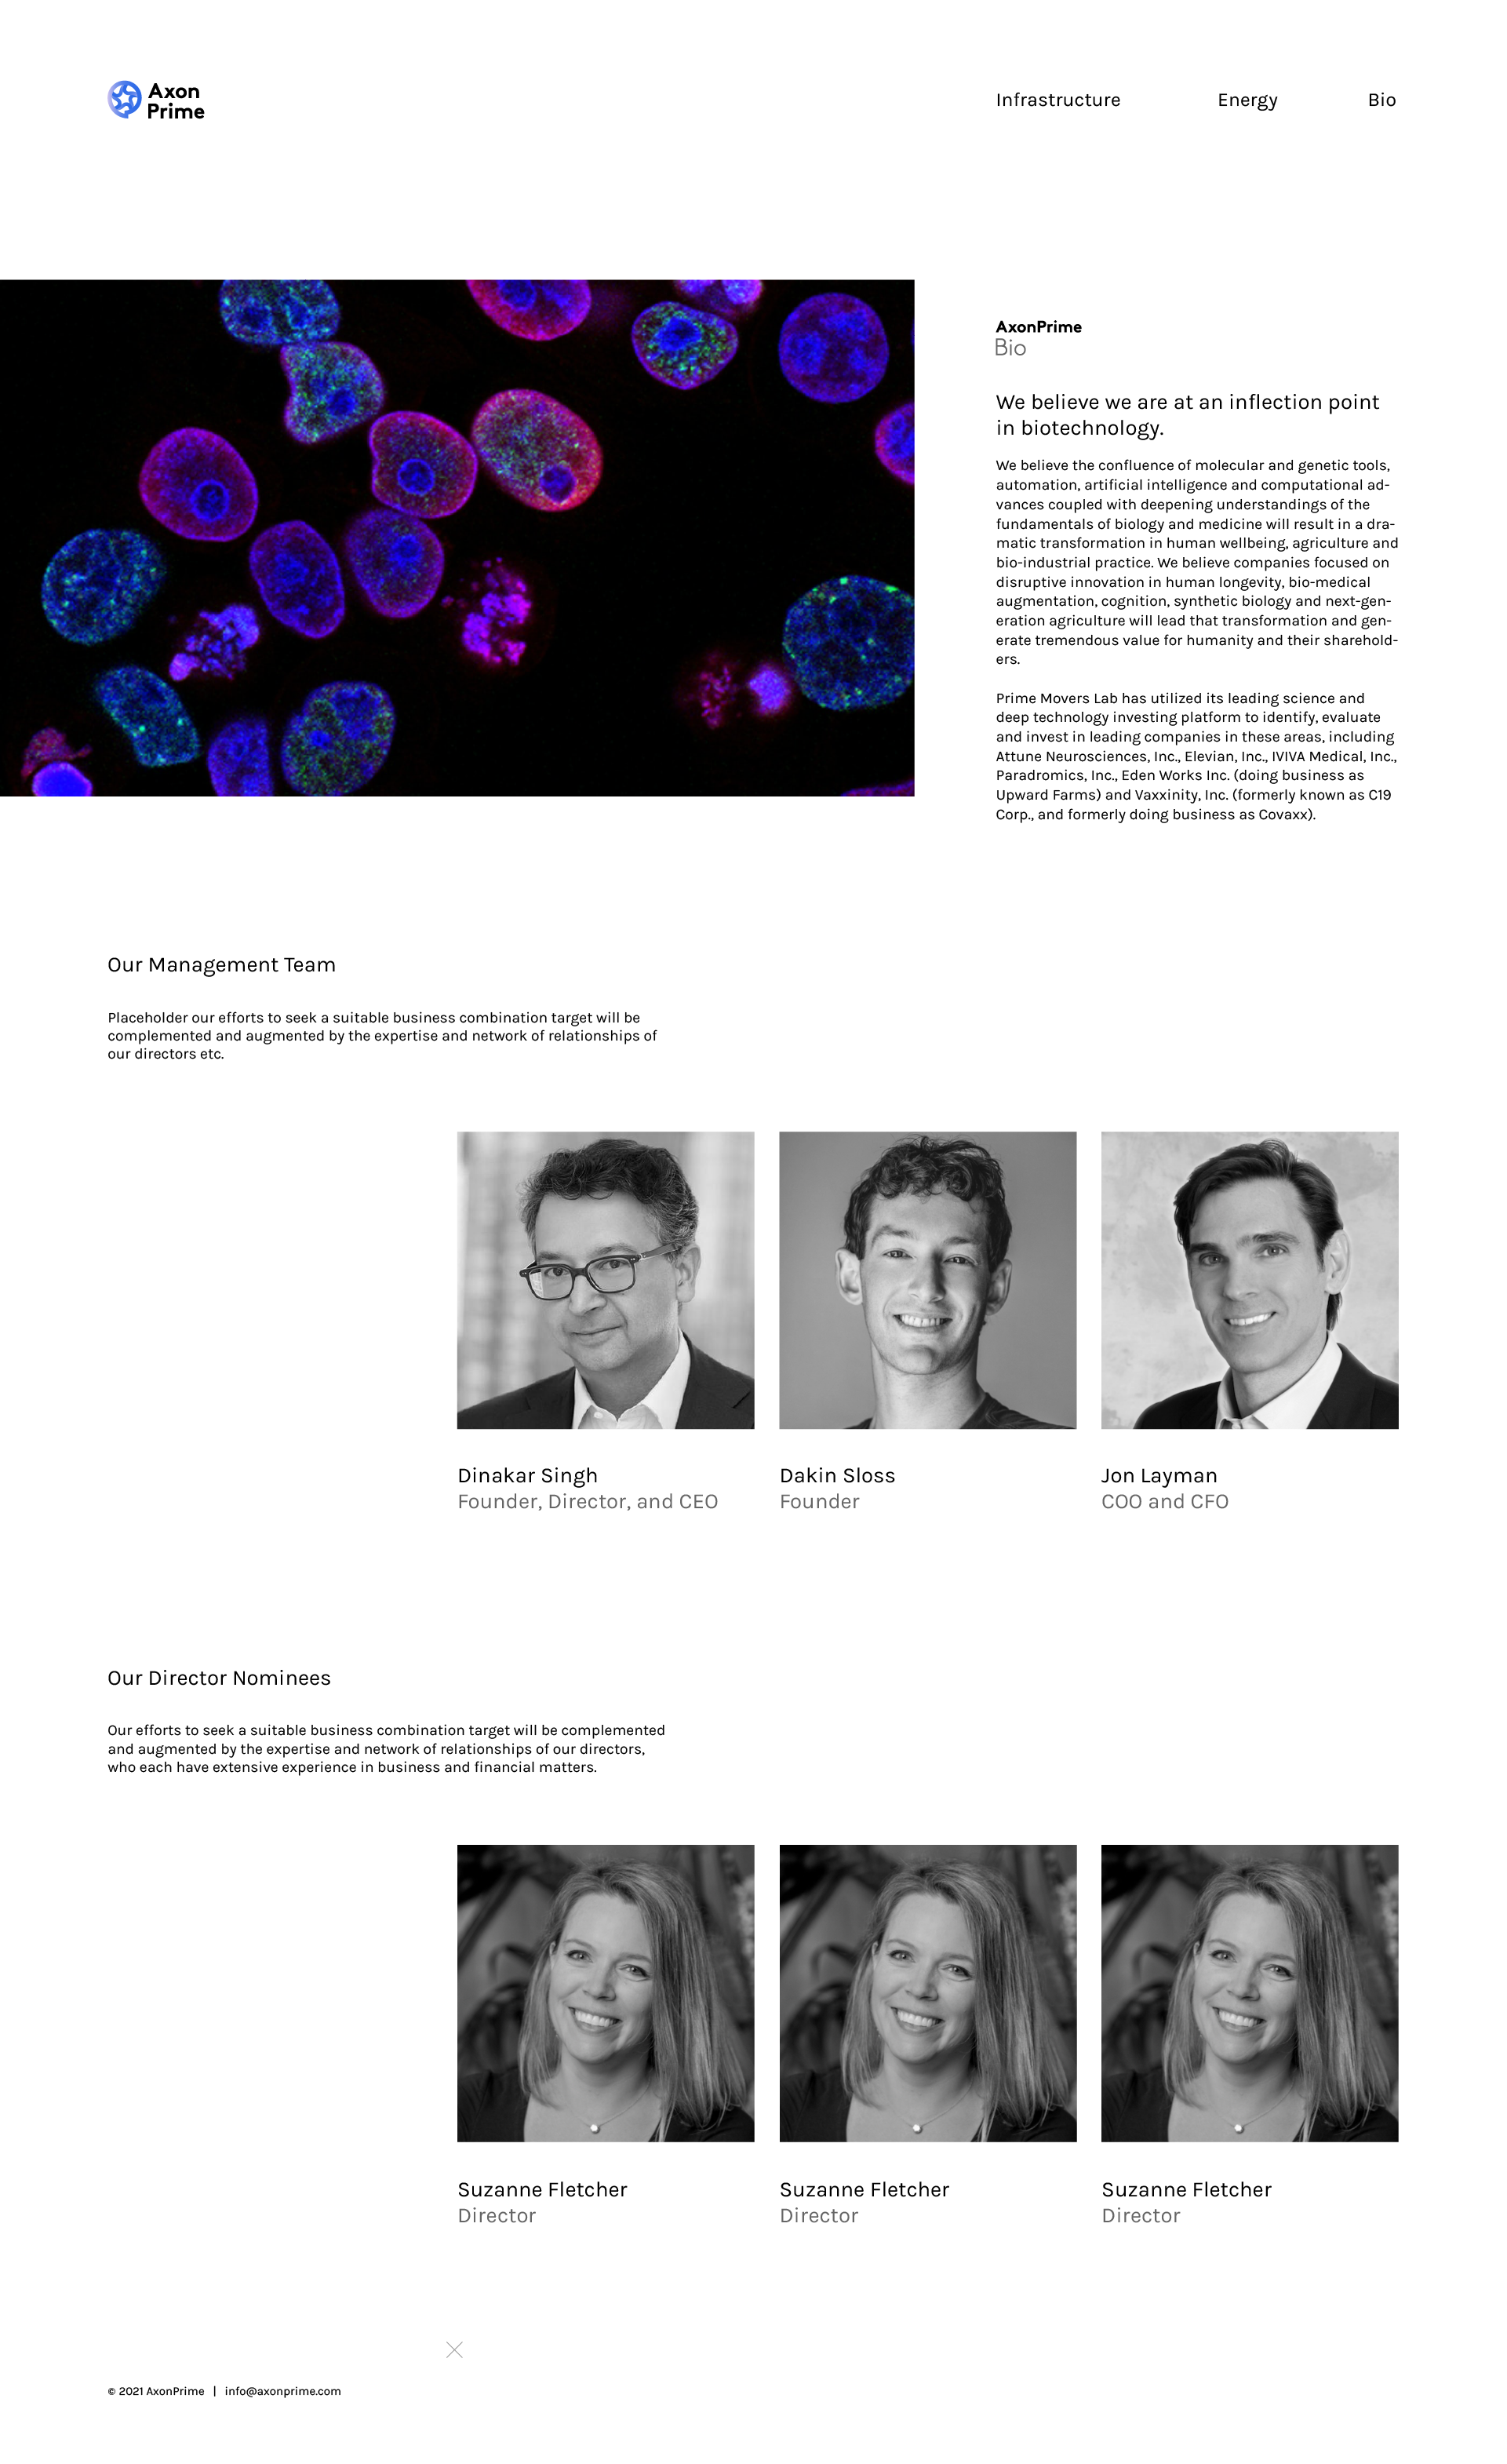 Axon
Prime
Infrastructure
Energy
Bio
AxonPrime
Bio
We believe we are at an inflection point
in biotechnology.
We believe the confluence of molecular and genetic tools,
automation, artificial intelligence and computational ad-
vances coupled with deepening understandings of the
fundamentals of biology and medicine will result in a dra-
matic transformation in human wellbeing, agriculture and
bio-industrial practice. We believe companies focused on
disruptive innovation in human longevity, bio-medical
augmentation, cognition, synthetic biology and next-gen-
eration agriculture will lead that transformation and gen-
erate tremendous value for humanity and their sharehold-
ers.
Prime Movers Lab has utilized its leading science and
deep technology investing platform to identify, evaluate
and invest in leading companies in these areas, including
Attune Neurosciences, Inc., Elevian, Inc., IVIVA Medical, Inc.,
Paradromics, Inc., Eden Works Inc. (doing business as
Upward Farms) and Vaxxinity, Inc. (formerly known as C19
Corp., and formerly doing business as Covaxx).
Our Management Team
Placeholder our efforts to seek a suitable business combination target will be
complemented and augmented by the expertise and network of relationships of
our directors etc.
Dinakar Singh
Founder, Director, and CEO
Dakin Sloss
Founder
Jon Layman
COO and CFO
Our Director Nominees
Our efforts to seek a suitable business combination target will be complemented
and augmented by the expertise and network of relationships of our directors,
who each have extensive experience in business and financial matters.
Suzanne Fletcher
Director
Suzanne Fletcher
Director
Suzanne Fletcher
Director
© 2021 AxonPrime | info@axonprime.com